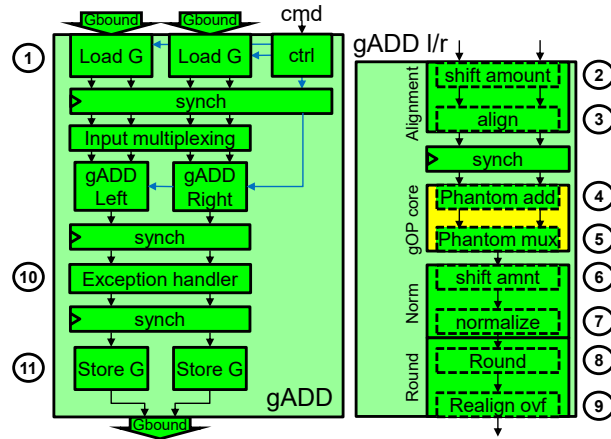 Gbound
Gbound
cmd
1
Load G
Load G
ctrl
synch
Input multiplexing
gADD
Left
gADD
Right
synch
10
Exception handler
synch
11
Store G
Store G
gADD
Gbound
gADD l/r
Alignment
shift amount
2
align
3
synch
gOP core
Phantom add
4
Phantom mux
5
Norm
shift amnt
6
normalize
7
Round
Round
8
Realign ovf
9